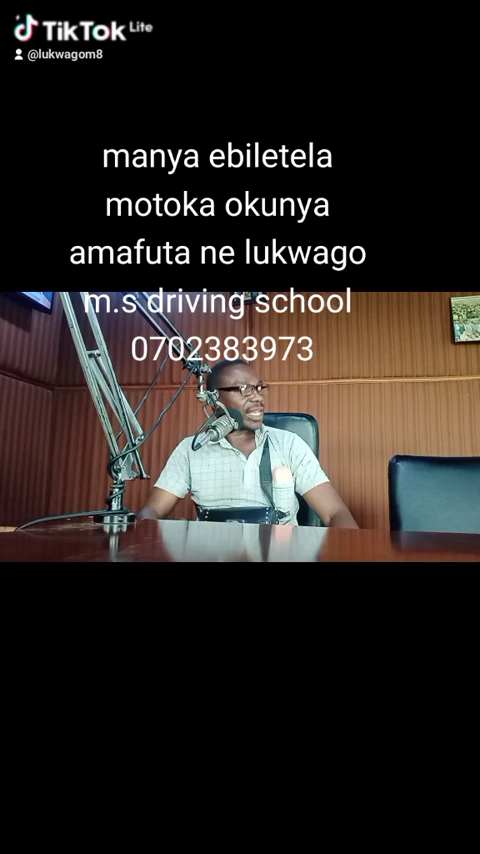 TikTok Lite
@lukwagom8
manya ebiletela
motoka okunya
amafuta ne lukwago
m.s driving school
0702383973